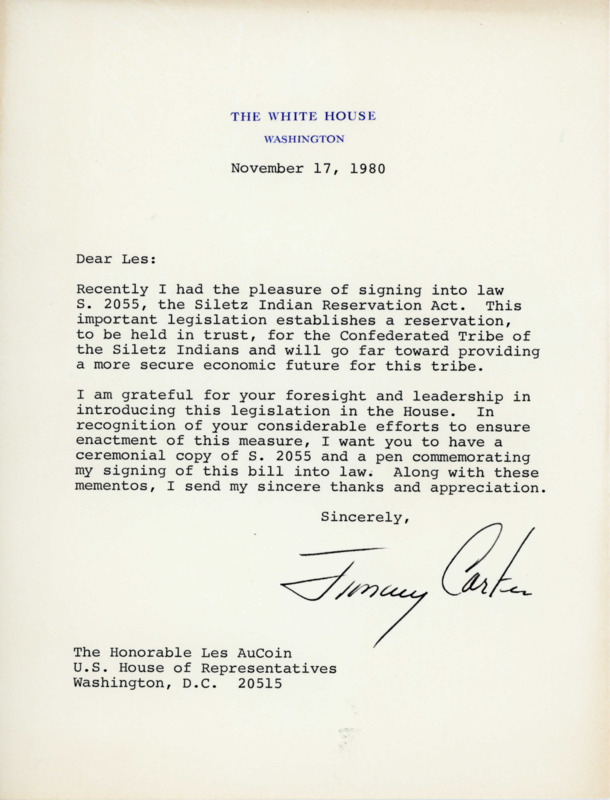 THE WHITE HOUSE
WASHINGTON
November 17, 1980
Dear Les:
Recently I had the pleasure of signing into law
S. 2055, the Siletz Indian Reservation Act.  This
important legislation establishes a reservation,
to be held in trust, for the Confederated Tribe of
the Siletz Indians and will go far toward providing
a more secure economic future for this tribe.
I am grateful for your foresight and leadership in
introducing this legislation in the House.  In
recognition of your considerable efforts to ensure
enactment of this measure, I want you to have a
ceremonial copy of S. 2055 and a pen commemorating
my signing of this bill into law.  Along with these
mementos, I send my sincere thanks and appreciation.
Sincerely,
Jimmy Carter
The Honorable Les AuCoin
U.S. House of Representatives
Washington, D.C.  20515